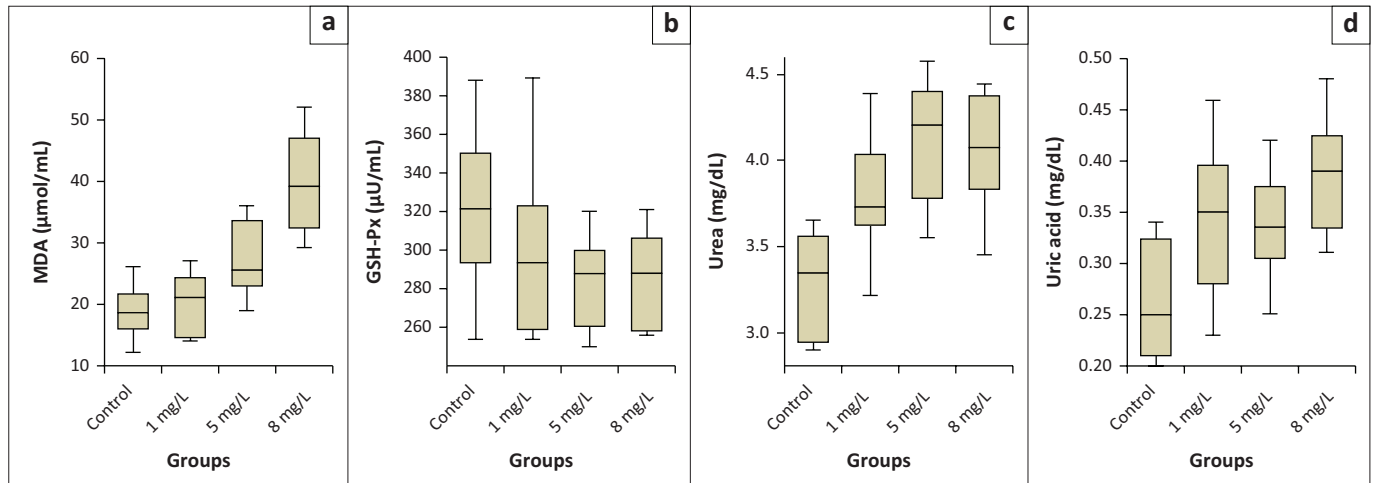 a
MDA (µmol/mL)
60
50
40
30
20
10
Control
1 mg/L
5 mg/L
8 mg/L
Groups
b
GSH-Px (µU/mL)
400
380
360
340
320
300
280
260
Control
1 mg/L
5 mg/L
8 mg/L
Groups
c
Urea (mg/dL)
4.5
4.0
3.5
3.0
Control
1 mg/L
5 mg/L
8 mg/L
Groups
d
Uric acid (mg/dL)
0.50
0.45
0.40
0.35
0.30
0.25
0.20
Control
1 mg/L
5 mg/L
8 mg/L
Groups